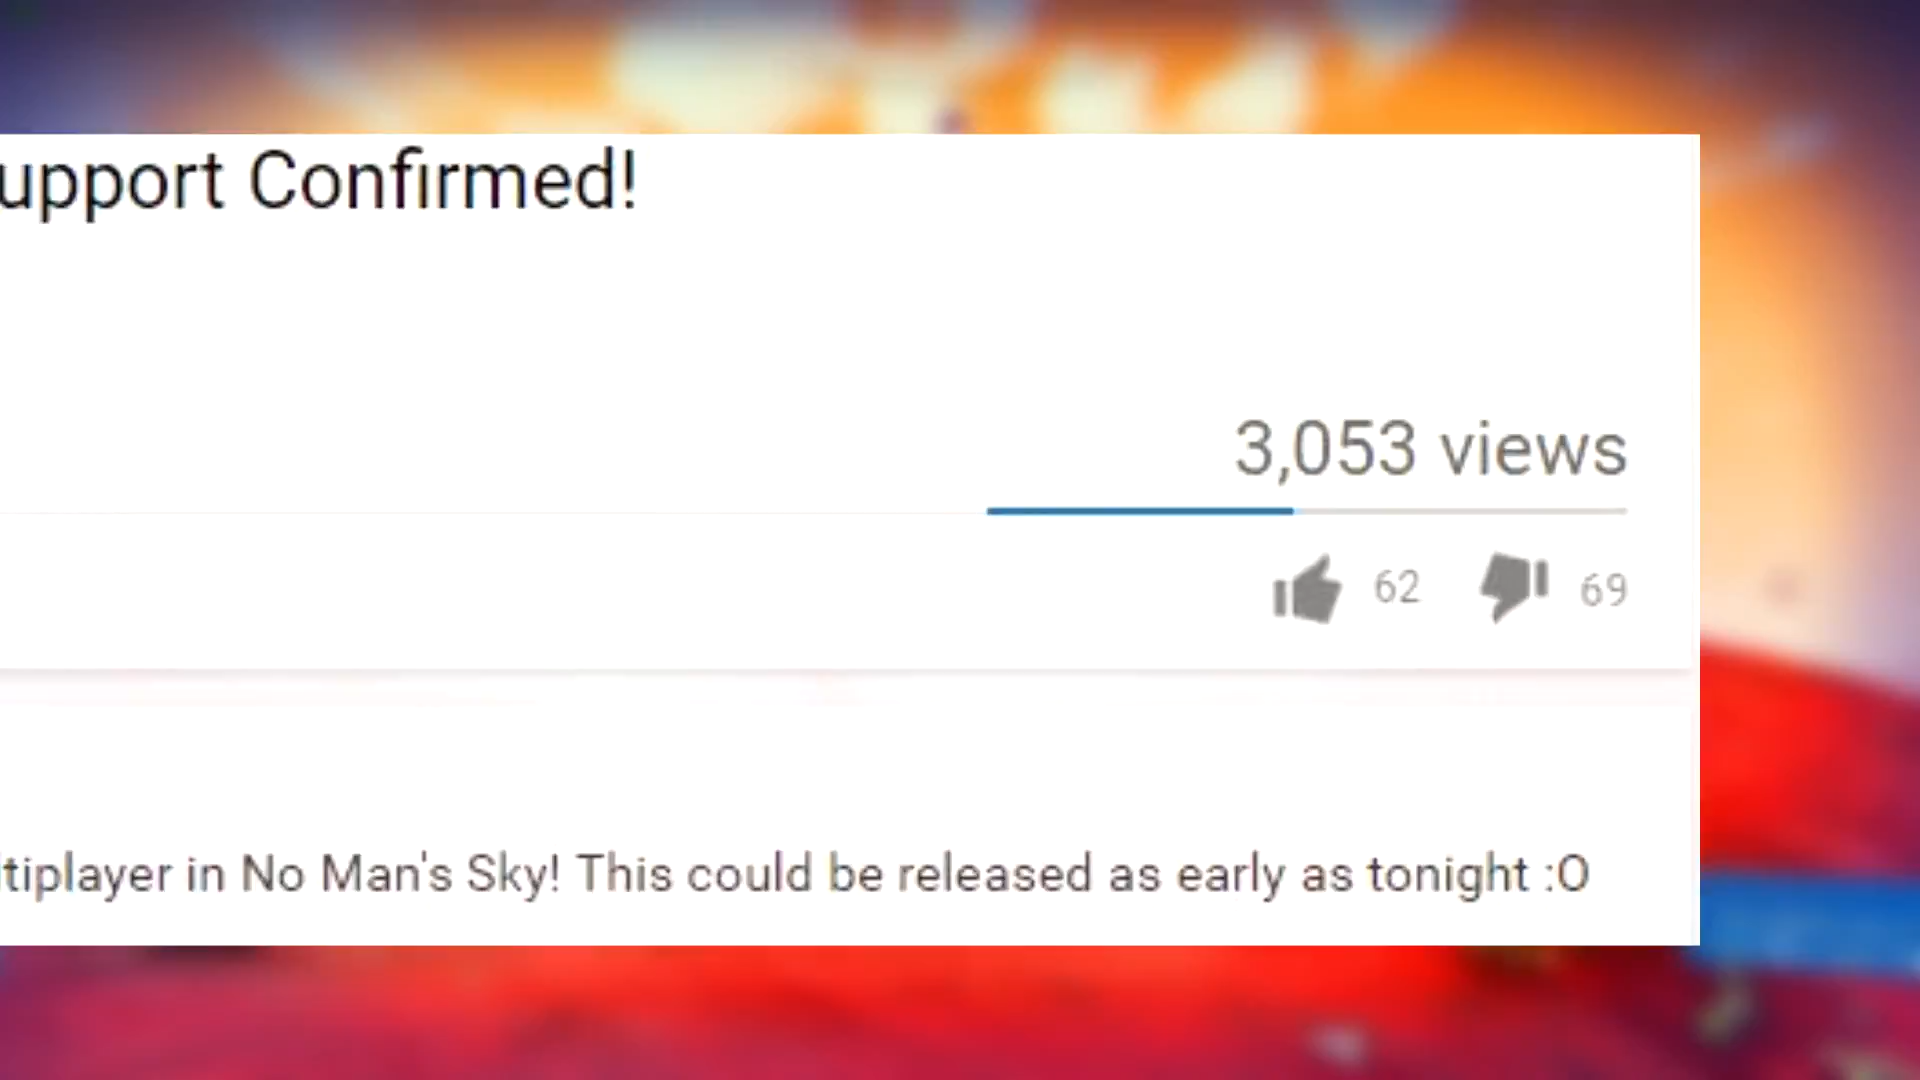 upport Confirmed!
3,053 views
62 69
ltiplayer in No Man's Sky! This could be released as early as tonight :O